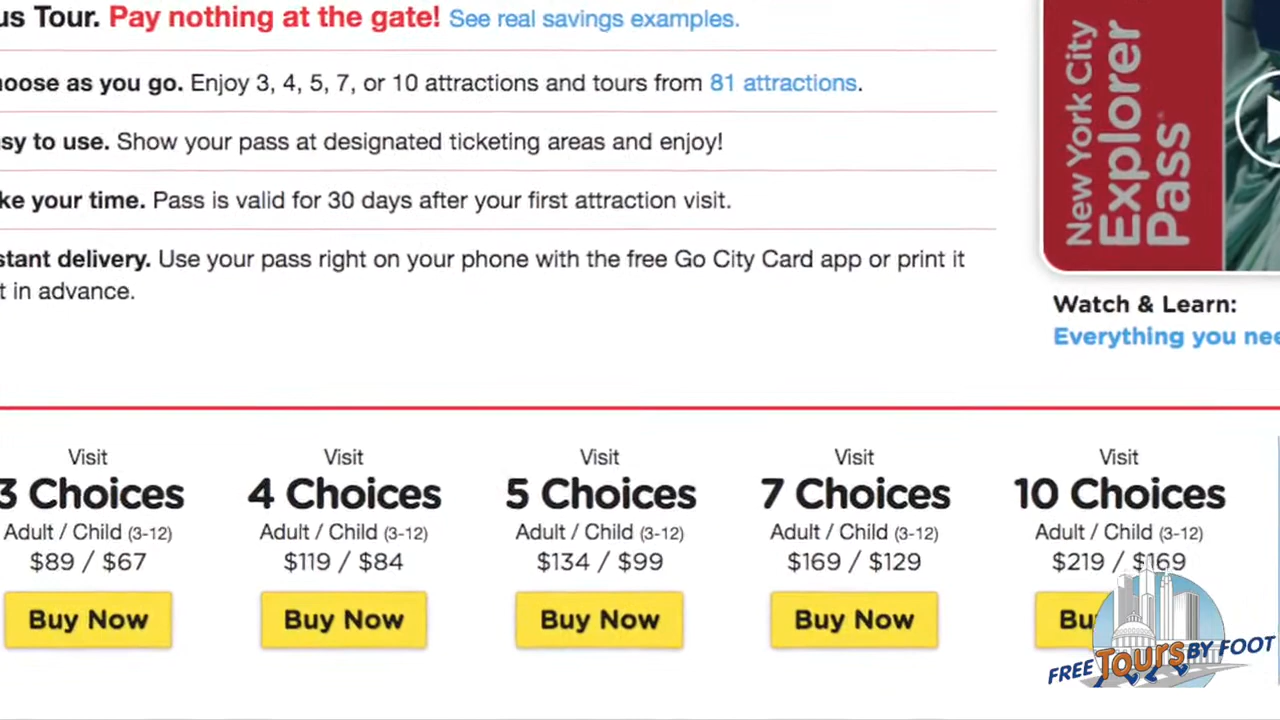 us Tour. Pay nothing at the gate! See real savings examples.
hoose as you go. Enjoy 3, 4, 5, 7, or 10 attractions and tours from 81 attractions.
sy to use. Show your pass at designated ticketing areas and enjoy!
ke your time. Pass is valid for 30 days after your first attraction visit.
stant delivery. Use your pass right on your phone with the free Go City Card app or print it
t in advance.
New York City
Explorer
Pass
Watch & Learn:
Everything you nee
Visit
3 Choices
Adult / Child (3-12)
$89 / $67
Buy Now
Visit
4 Choices
Adult / Child (3-12)
$119 / $84
Buy Now
Visit
5 Choices
Adult / Child (3-12)
$134 / $99
Buy Now
Visit
7 Choices
Adult / Child (3-12)
$169 / $129
Buy Now
Visit
10 Choices
Adult / Child (3-12)
$219 / $169
Bu
FREE TOURS BY FOOT